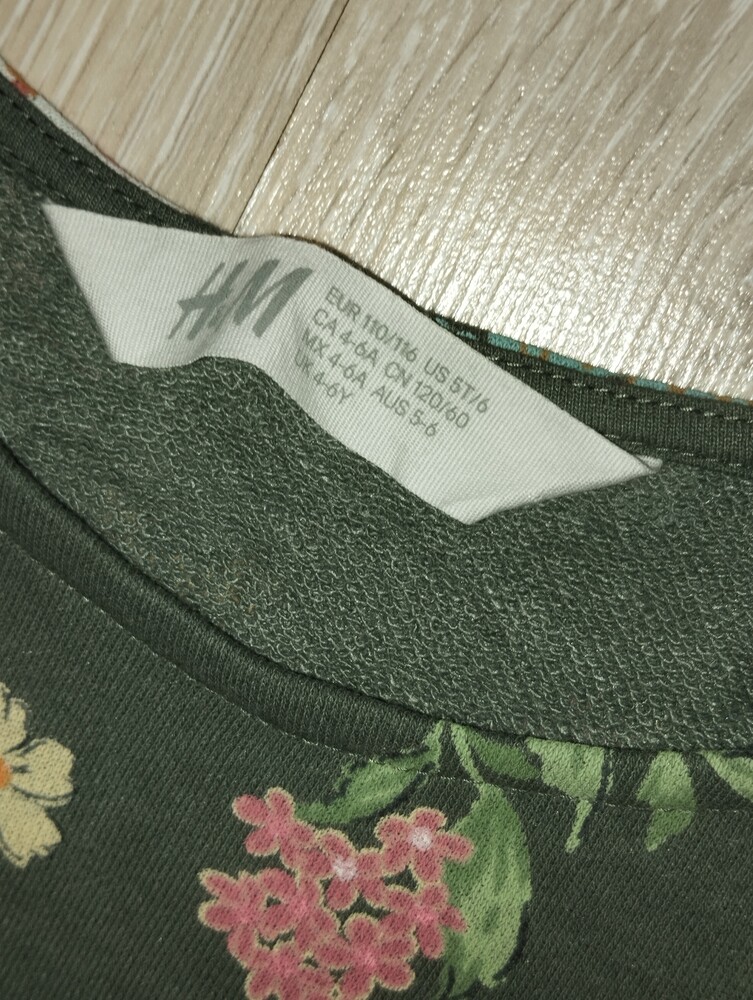 H&M
EUR 110/116 US 5T/6
CA 4-6A CN 120/60
MX 4-6A AUS 5-6
UK 4-6Y